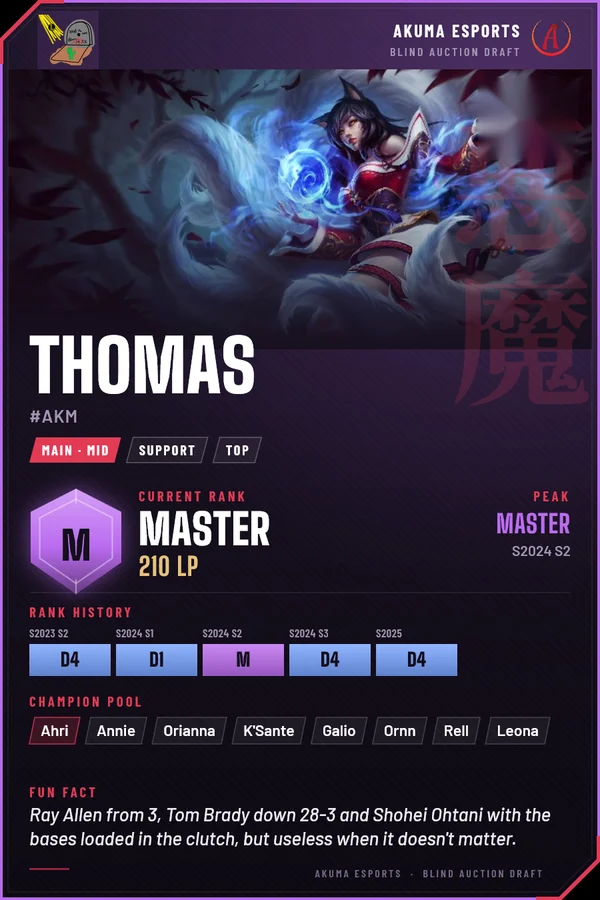 AKUMA ESPORTS
BLIND AUCTION DRAFT
悪
魔
THOMAS
#AKM
MAIN · MID
SUPPORT
TOP
M
CURRENT RANK
MASTER
210 LP
PEAK
MASTER
S2024 S2
RANK HISTORY
S2023 S2 S2024 S1 S2024 S2 S2024 S3 S2025
D4 D1 M D4 D4
CHAMPION POOL
Ahri Annie Orianna K'Sante Galio Ornn Rell Leona
FUN FACT
Ray Allen from 3, Tom Brady down 28-3 and Shohei Ohtani with the
bases loaded in the clutch, but useless when it doesn't matter.
AKUMA ESPORTS · BLIND AUCTION DRAFT